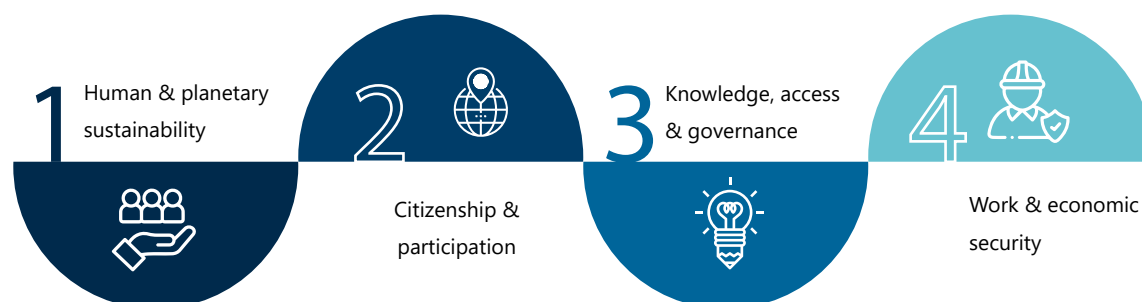 1
Human & planetary
sustainability
2
Citizenship &
participation
3
Knowledge, access
& governance
4
Work & economic
security